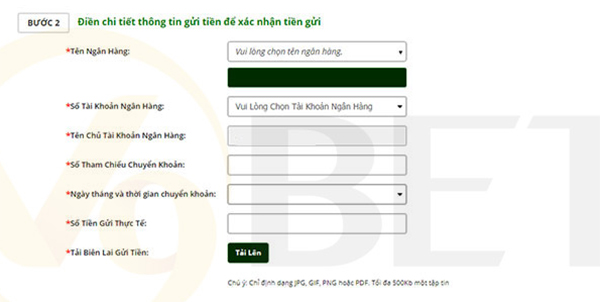 BƯỚC 2 Điền chi tiết thông tin gửi tiền để xác nhận tiền gửi
*Tên Ngân Hàng: Vui lòng chọn tên ngân hàng.
*Số Tài Khoản Ngân Hàng: Vui Lòng Chọn Tài Khoản Ngân Hàng
*Tên Chủ Tài Khoản Ngân Hàng:
*Số Tham Chiếu Chuyển Khoản:
*Ngày tháng và thời gian chuyển khoản:
*Số Tiền Gửi Thực Tế:
*Tải Biên Lai Gửi Tiền: Tải Lên
Chú ý: Chỉ định dạng JPG, GIF, PNG hoặc PDF. Tối đa 500Kb một tập tin
V9BET